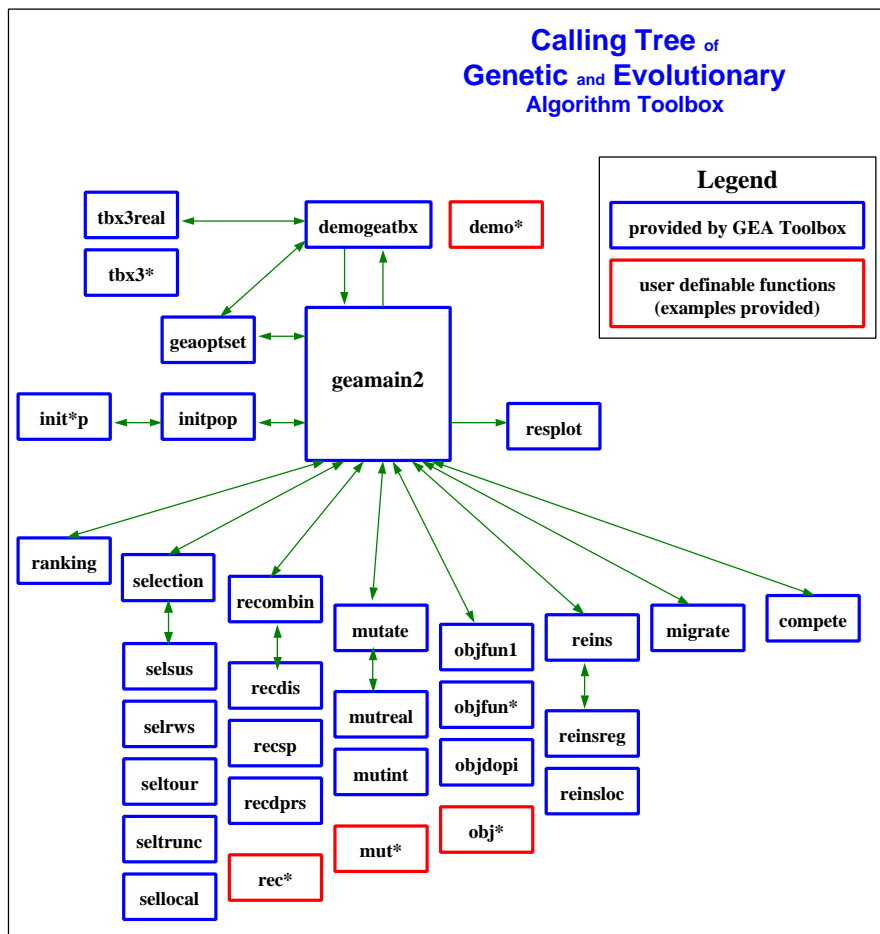 Calling Tree of
Genetic and Evolutionary
Algorithm Toolbox
Legend
provided by GEA Toolbox
user definable functions
(examples provided)
tbx3real
demogeatbx
demo*
tbx3*
geaoptset
geamain2
init*p
initpop
resplot
ranking
selection
recombin
mutate
objfun1
reins
migrate
compete
selsus
recdis
mutreal
objfun*
reinsreg
selrws
recsp
mutint
objdopi
reinsloc
seltour
recdprs
seltrunc
mut*
obj*
rec*
sellocal